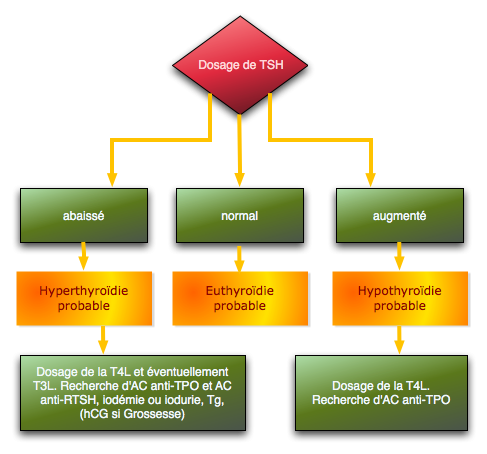 Dosage de TSH
abaissé
normal
augmenté
Hyperthyroïdie
probable
Euthyroïdie
probable
Hypothyroïdie
probable
Dosage de la T4L et éventuellement
T3L. Recherche d'AC anti-TPO et AC
anti-RTSH, iodémie ou iodurie, Tg,
(hCG si Grossesse)
Dosage de la T4L.
Recherche d'AC anti-TPO